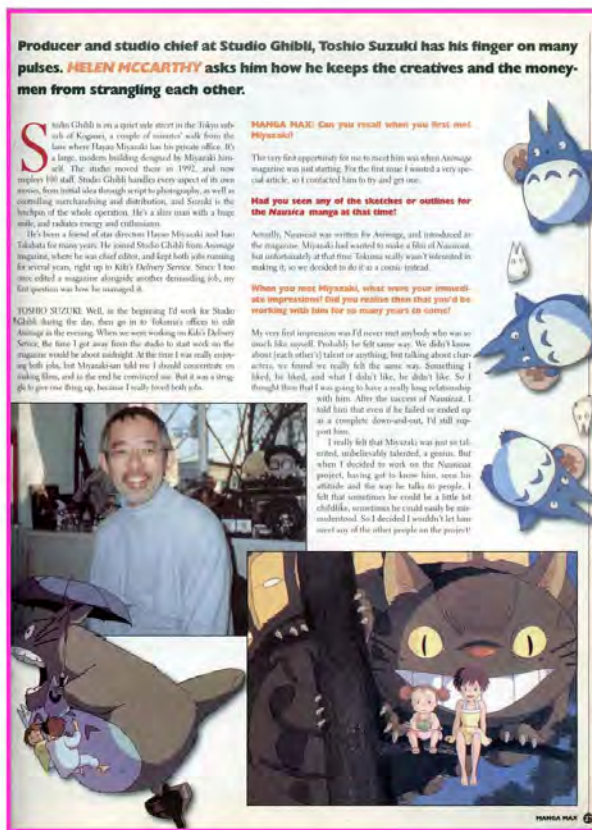 Producer and studio chief at Studio Ghibli, Toshio Suzuki has his finger on many
pulses. HELEN MCCARTHY asks him how he keeps the creatives and the money-
men from strangling each other.
Studio Ghibli is on a quiet side street in the Tokyo sub-
urb of Koganei, a couple of minutes' walk from the
lane where Hayao Miyazaki has his private office. It's
a large, modern building designed by Miyazaki him-
self. The studio moved there in 1992, and now
employs 100 staff. Studio Ghibli handles every aspect of its own
movies, from initial idea through script to photography, as well as
controlling merchandising and distribution, and Suzuki is the
linchpin of the whole operation. He's a slim man with a huge
smile, and radiates energy and enthusiasm.
He's been a friend of star directors Hayao Miyazaki and Isao
Takahata for many years. He joined Studio Ghibli from Animage
magazine, where he was chief editor, and kept both jobs running
for several years, right up to Kiki's Delivery Service. Since I too
once edited a magazine alongside another demanding job, my
first question was how he managed it.
TOSHIO SUZUKI: Well, in the beginning I'd work for Studio
Ghibli during the day, then go in to Tokuma's offices to edit
Animage in the evening. When we were working on Kiki's Delivery
Service, the time I got away from the studio to start work on the
magazine would be about midnight. At the time I was really enjoy-
ing both jobs, but Miyazaki-san told me I should concentrate on
making films, and in the end he convinced me. But it was a strug-
gle to give one thing up, because I really loved both jobs.
MANGA MAX: Can you recall when you first met
Miyazaki?
The very first opportunity for me to meet him was when Animage
magazine was just starting. For the first issue I wanted a very spe-
cial article, so I contacted him to try and get one.
Had you seen any of the sketches or outlines for
the Nausica manga at that time?
Actually, Nausicaä was written for Animage, and introduced in
the magazine. Miyazaki had wanted to make a film of Nausicaä,
but unfortunately at that time Tokuma really wasn't interested in
making it, so we decided to do it as a comic instead.
When you met Miyazaki, what were your immedi-
ate impressions? Did you realise then that you'd be
working with him for so many years to come?
My very first impression was I'd never met anybody who was so
much like myself. Probably he felt same way. We didn't know
about [each other's] talent or anything, but talking about char-
acters, we found we really felt the same way. Something I
liked, he liked, and what I didn't like, he didn't like. So I
thought then that I was going to have a really long relationship
with him. After the success of Nausicaä, I
told him that even if he failed or ended up
as a complete down-and-out, I'd still sup-
port him.
I really felt that Miyazaki was just so tal-
ented, unbelievably talented, a genius. But
when I decided to work on the Nausicaä
project, having got to know him, seen his
attitude and the way he talks to people, I
felt that sometimes he could be a little bit
childlike, sometimes he could easily be mis-
understood. So I decided I wouldn't let him
meet any of the other people on the project!
MANGA MAX